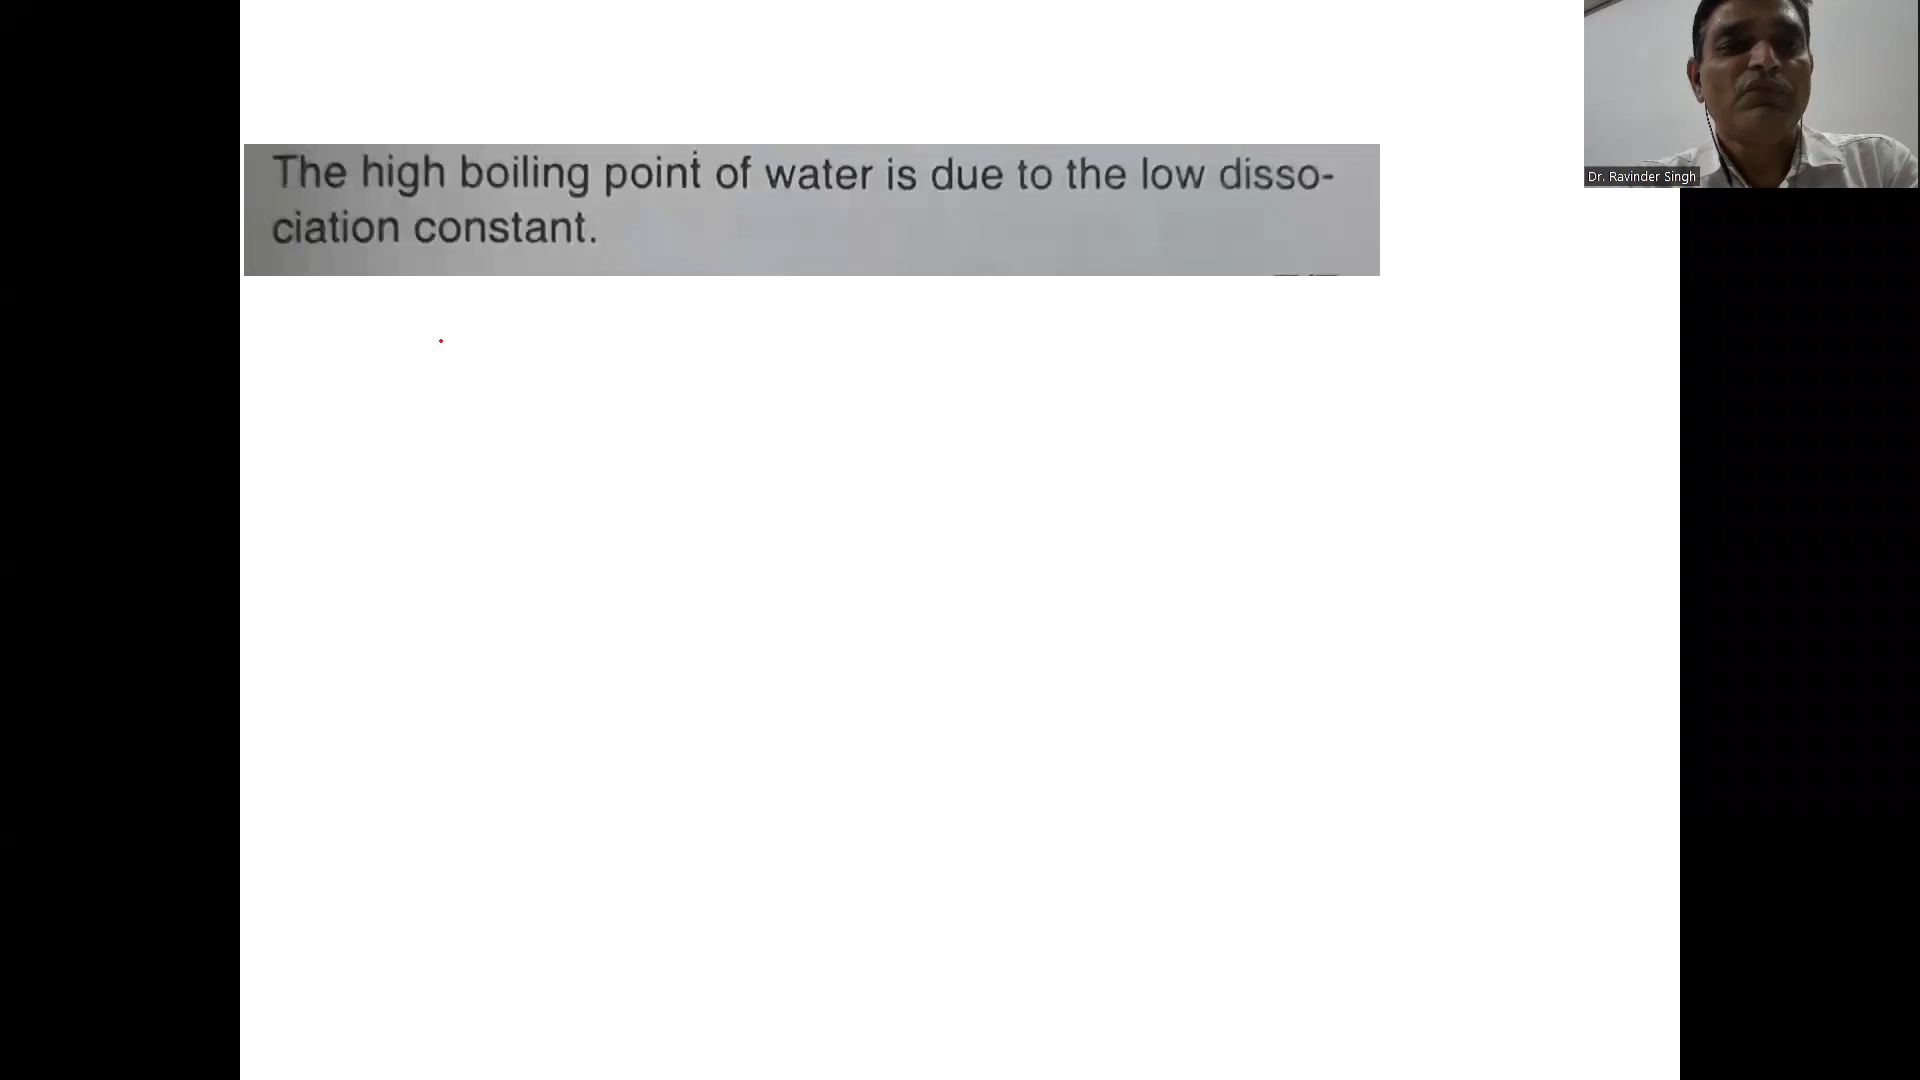 The high boiling point of water is due to the low disso-
ciation constant.
Dr. Ravinder Singh